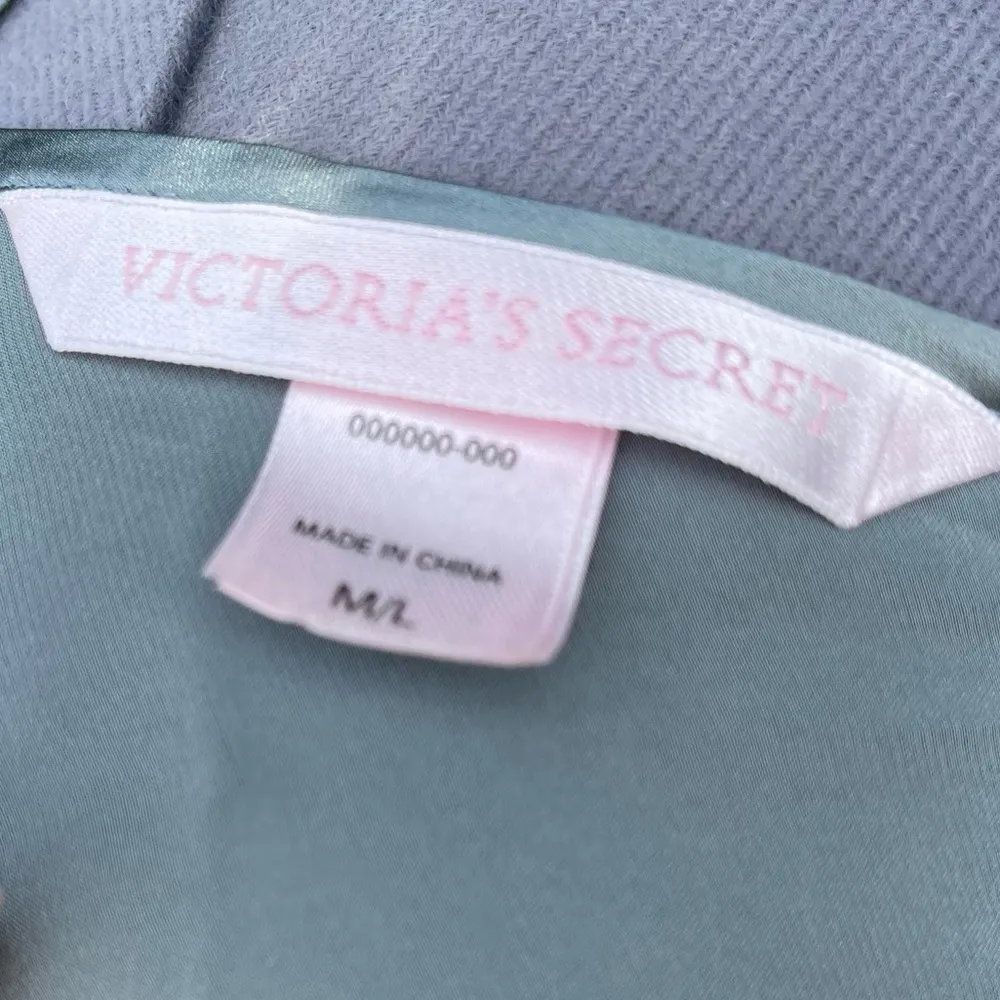 VICTORIA'S SECRET
000000-000
MADE IN CHINA
M/L